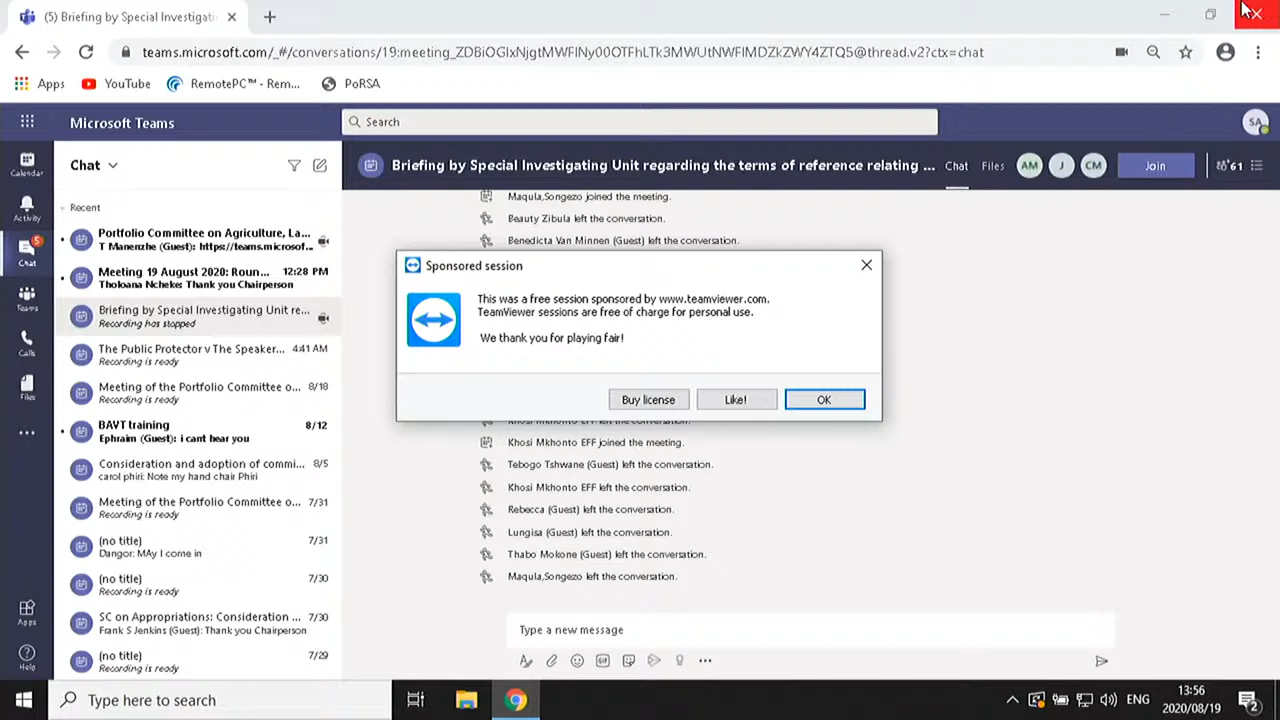 (5) Briefing by Special Investigati
teams.microsoft.com/_#/conversations/19:meeting_ZDBiOGIxNjgtMWFlNy00OTFhLTk3MWUtNWFlMDZkZWY4ZTQ5@thread.v2?ctx=chat
Apps YouTube RemotePC™ - Rem... PoRSA
Microsoft Teams
Search
SA
Calendar
Activity
5
Chat
Teams
Calls
Files
Apps
Help
Chat
Recent
Portfolio Committee on Agriculture, La...
T Manenzhe (Guest): https://teams.microsof...
Meeting 19 August 2020: Roun... 12:28 PM
Tholoana Ncheke: Thank you Chairperson
Briefing by Special Investigating Unit re...
Recording has stopped
The Public Protector v The Speaker... 4:41 AM
Recording is ready
Meeting of the Portfolio Committee o... 8/18
Recording is ready
BAVT training 8/12
Ephraim (Guest): i cant hear you
Consideration and adoption of commi... 8/5
carol phiri: Note my hand chair Phiri
Meeting of the Portfolio Committee o... 7/31
Recording is ready
(no title) 7/31
Dangor: MAy I come in
(no title) 7/30
Recording is ready
SC on Appropriations: Consideration ... 7/30
Frank S Jenkins (Guest): Thank you Chairperson
(no title) 7/29
Recording is ready
Briefing by Special Investigating Unit regarding the terms of reference relating ... Chat Files AM J CM Join 61
Maqula,Songezo joined the meeting.
Beauty Zibula left the conversation.
Benedicta Van Minnen (Guest) left the conversation.
Sponsored session
This was a free session sponsored by www.teamviewer.com.
TeamViewer sessions are free of charge for personal use.
We thank you for playing fair!
Buy license Like! OK
Khosi Mkhonto EFF left the conversation.
Khosi Mkhonto EFF joined the meeting.
Tebogo Tshwane (Guest) left the conversation.
Khosi Mkhonto EFF left the conversation.
Rebecca (Guest) left the conversation.
Lungisa (Guest) left the conversation.
Thabo Mokone (Guest) left the conversation.
Maqula,Songezo left the conversation.
Type a new message
GIF
Type here to search
ENG
13:56
2020/08/19
2